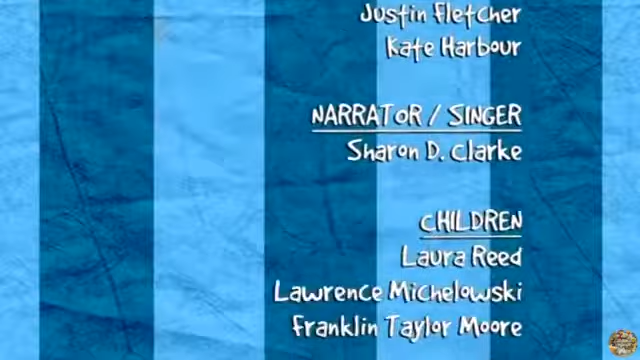 Justin Fletcher
Kate Harbour
NARRATOR / SINGER
Sharon D. Clarke
CHILDREN
Laura Reed
Lawrence Michelowski
Franklin Taylor Moore